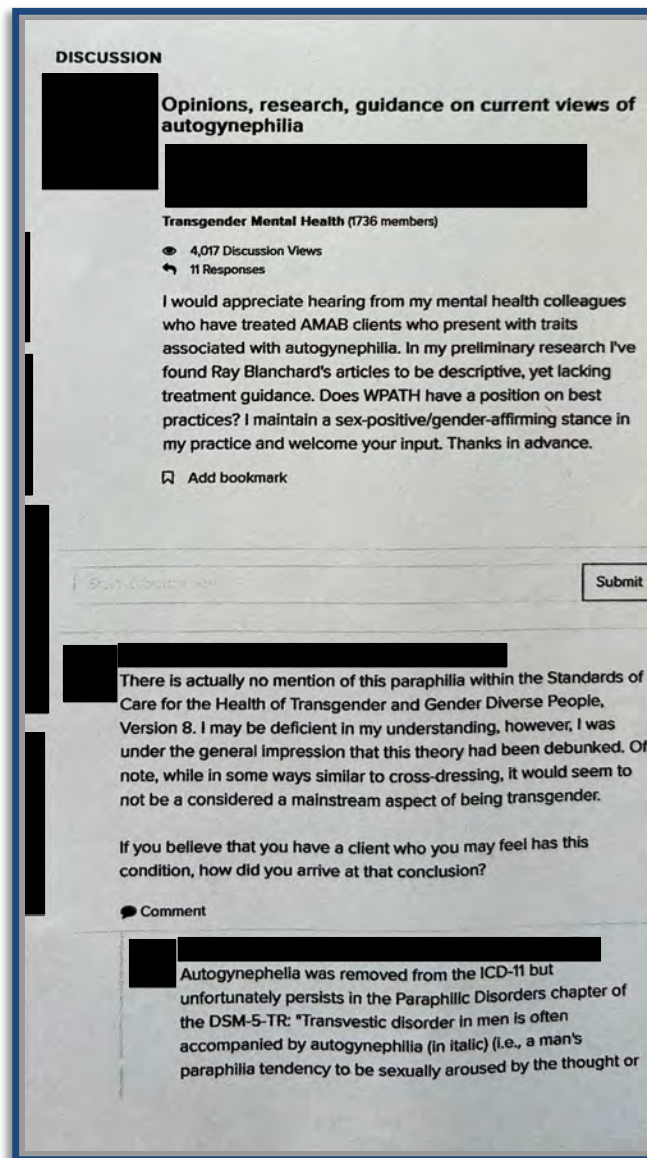 DISCUSSION
Opinions, research, guidance on current views of
autogynephilia
Transgender Mental Health (1736 members)
4,017 Discussion Views
11 Responses
I would appreciate hearing from my mental health colleagues
who have treated AMAB clients who present with traits
associated with autogynephilia. In my preliminary research I've
found Ray Blanchard's articles to be descriptive, yet lacking
treatment guidance. Does WPATH have a position on best
practices? I maintain a sex-positive/gender-affirming stance in
my practice and welcome your input. Thanks in advance.
Add bookmark
Submit
There is actually no mention of this paraphilia within the Standards of
Care for the Health of Transgender and Gender Diverse People,
Version 8. I may be deficient in my understanding, however, I was
under the general impression that this theory had been debunked. Of
note, while in some ways similar to cross-dressing, it would seem to
not be a considered a mainstream aspect of being transgender.
If you believe that you have a client who you may feel has this
condition, how did you arrive at that conclusion?
Comment
Autogynephelia was removed from the ICD-11 but
unfortunately persists in the Paraphilic Disorders chapter of
the DSM-5-TR: "Transvestic disorder in men is often
accompanied by autogynephilia (in italic) (i.e., a man's
paraphilia tendency to be sexually aroused by the thought or